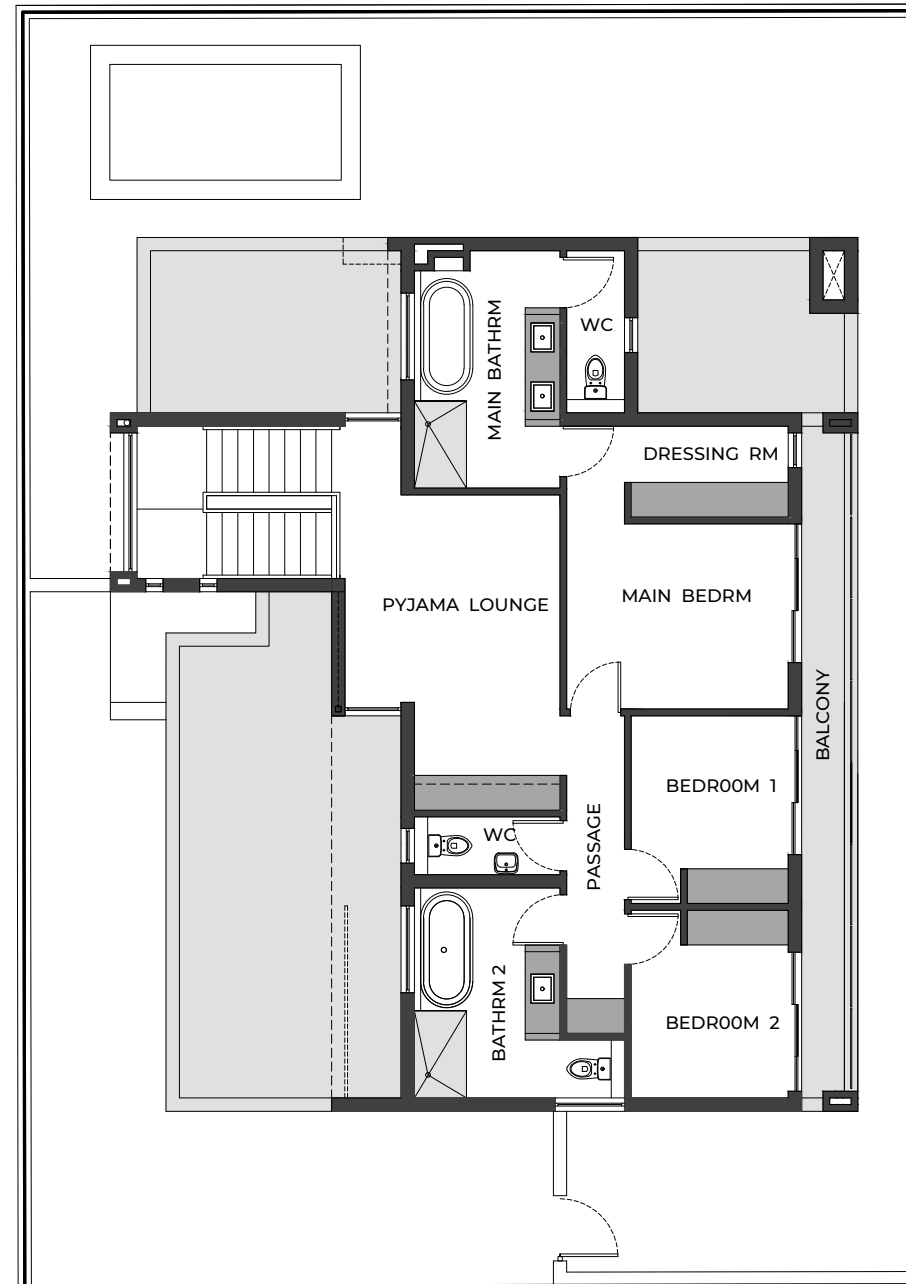 MAIN BATHRM
WC
DRESSING RM
PYJAMA LOUNGE
MAIN BEDRM
BALCONY
BEDR00M 1
PASSAGE
WC
BATHRM 2
BEDR00M 2